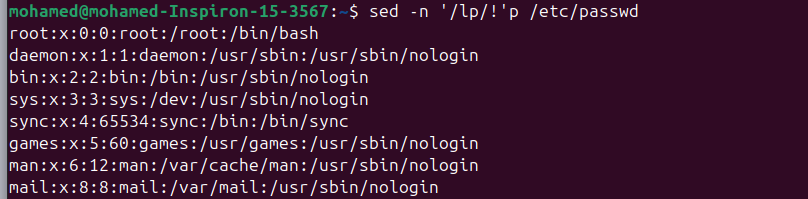 mohamed@mohamed-Inspiron-15-3567:~$ sed -n '/lp/!'p /etc/passwd
root:x:0:0:root:/root:/bin/bash
daemon:x:1:1:daemon:/usr/sbin:/usr/sbin/nologin
bin:x:2:2:bin:/bin:/usr/sbin/nologin
sys:x:3:3:sys:/dev:/usr/sbin/nologin
sync:x:4:65534:sync:/bin:/bin/sync
games:x:5:60:games:/usr/games:/usr/sbin/nologin
man:x:6:12:man:/var/cache/man:/usr/sbin/nologin
mail:x:8:8:mail:/var/mail:/usr/sbin/nologin